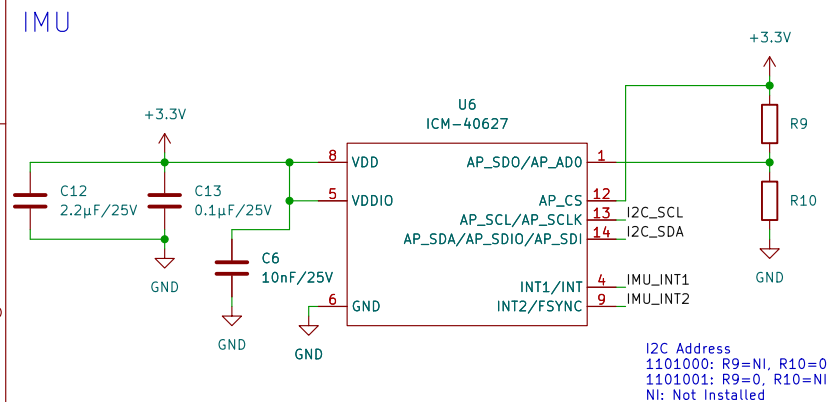 IMU
+3.3V
+3.3V
U6
ICM-40627
R9
R10
GND
C12
2.2µF/25V
C13
0.1µF/25V
GND
C6
10nF/25V
GND
GND
8 VDD
5 VDDIO
6 GND
AP_SDO/AP_AD0 1
AP_CS 12
AP_SCL/AP_SCLK 13 I2C_SCL
AP_SDA/AP_SDIO/AP_SDI 14 I2C_SDA
INT1/INT 4 IMU_INT1
INT2/FSYNC 9 IMU_INT2
I2C Address
1101000: R9=NI, R10=0
1101001: R9=0, R10=NI
NI: Not Installed